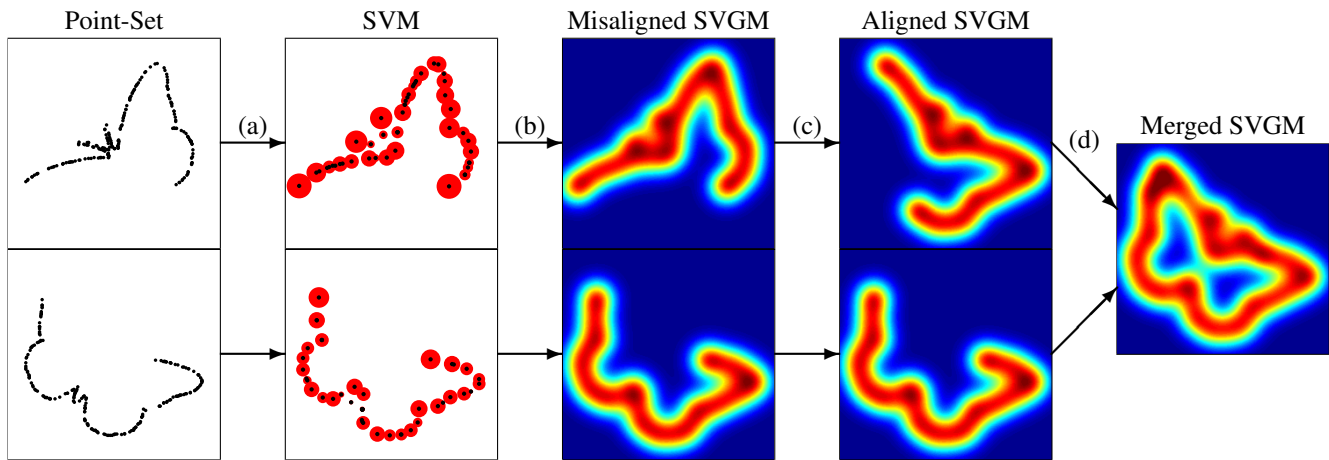 Point-Set
SVM
Misaligned SVGM
Aligned SVGM
(a)
(b)
(c)
(d)
Merged SVGM